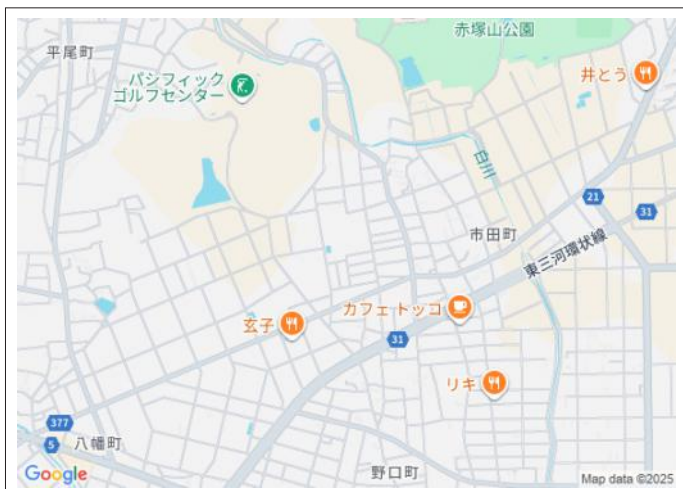 赤塚山公園
平尾町
パシフィック
ゴルフセンター
井とう
白川
21
31
市田町
東三河環状線
カフェ トッコ
玄子
31
リキ
377
5
八幡町
野口町
Google
Map data ©2025